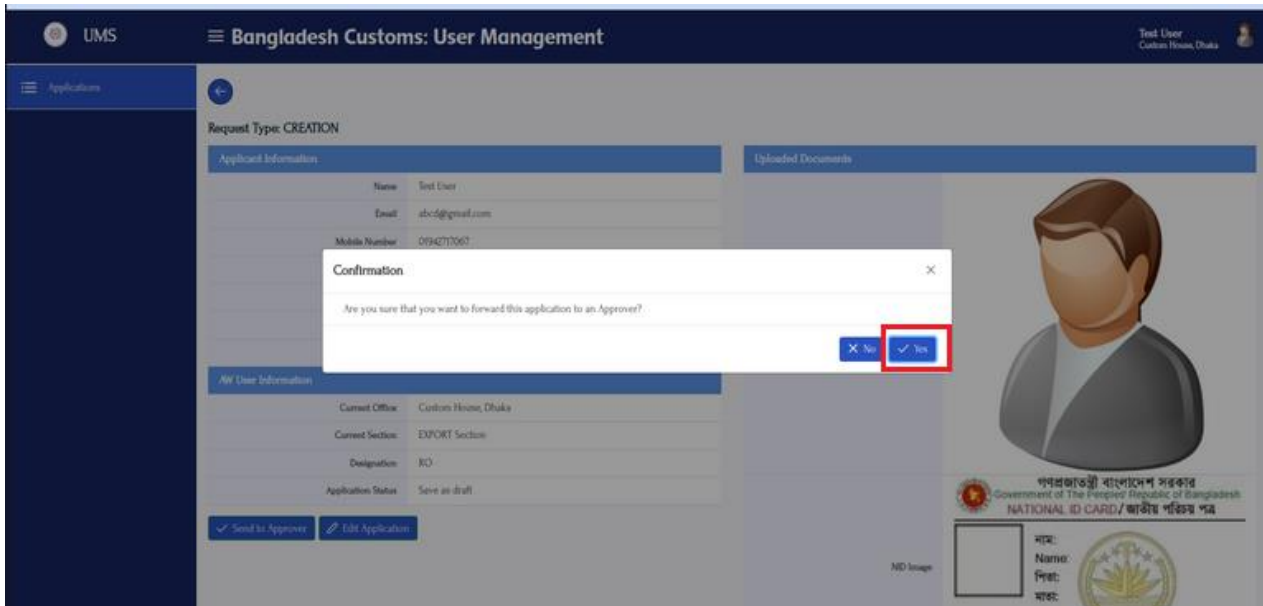 UMS
Bangladesh Customs: User Management
Test User
Custom House, Dhaka
Applications
Request Type: CREATION
Applicant Information
Name Test User
Email abcd@gmail.com
Mobile Number 01942717067
Confirmation
Are you sure that you want to forward this application to an Approver?
No Yes
AW User Information
Current Office Custom House, Dhaka
Current Section EXPORT Section
Designation RO
Application Status Save as draft
Send to Approver Edit Application
Uploaded Documents
গণপ্রজাতন্ত্রী বাংলাদেশ সরকার
Government of The Peoples' Republic of Bangladesh
NATIONAL ID CARD / জাতীয় পরিচয় পত্র
নাম:
Name:
পিতা:
মাতা:
NID Image